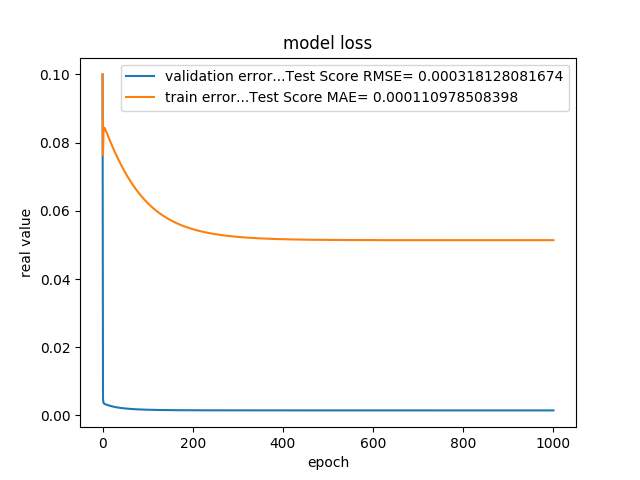 model loss
validation error...Test Score RMSE= 0.000318128081674
train error...Test Score MAE= 0.000110978508398
real value
0.10
0.08
0.06
0.04
0.02
0.00
0 200 400 600 800 1000
epoch